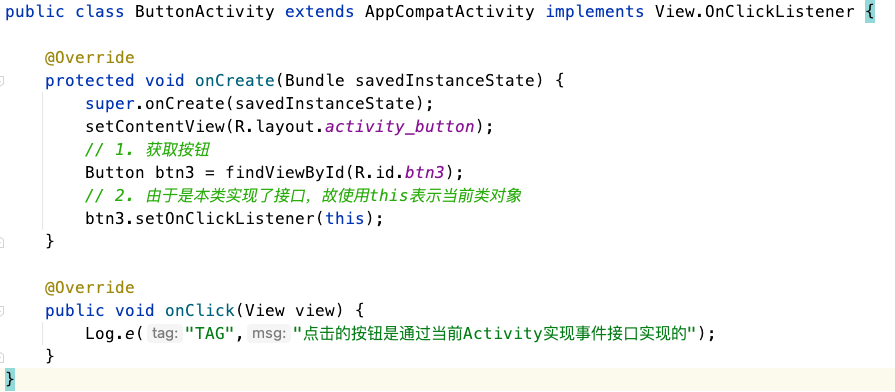 public class ButtonActivity extends AppCompatActivity implements View.OnClickListener {
@Override
protected void onCreate(Bundle savedInstanceState) {
super.onCreate(savedInstanceState);
setContentView(R.layout.activity_button);
// 1. 获取按钮
Button btn3 = findViewById(R.id.btn3);
// 2. 由于是本类实现了接口，故使用this表示当前类对象
btn3.setOnClickListener(this);
}
@Override
public void onClick(View view) {
Log.e( tag: "TAG", msg: "点击的按钮是通过当前Activity实现事件接口实现的");
}
}